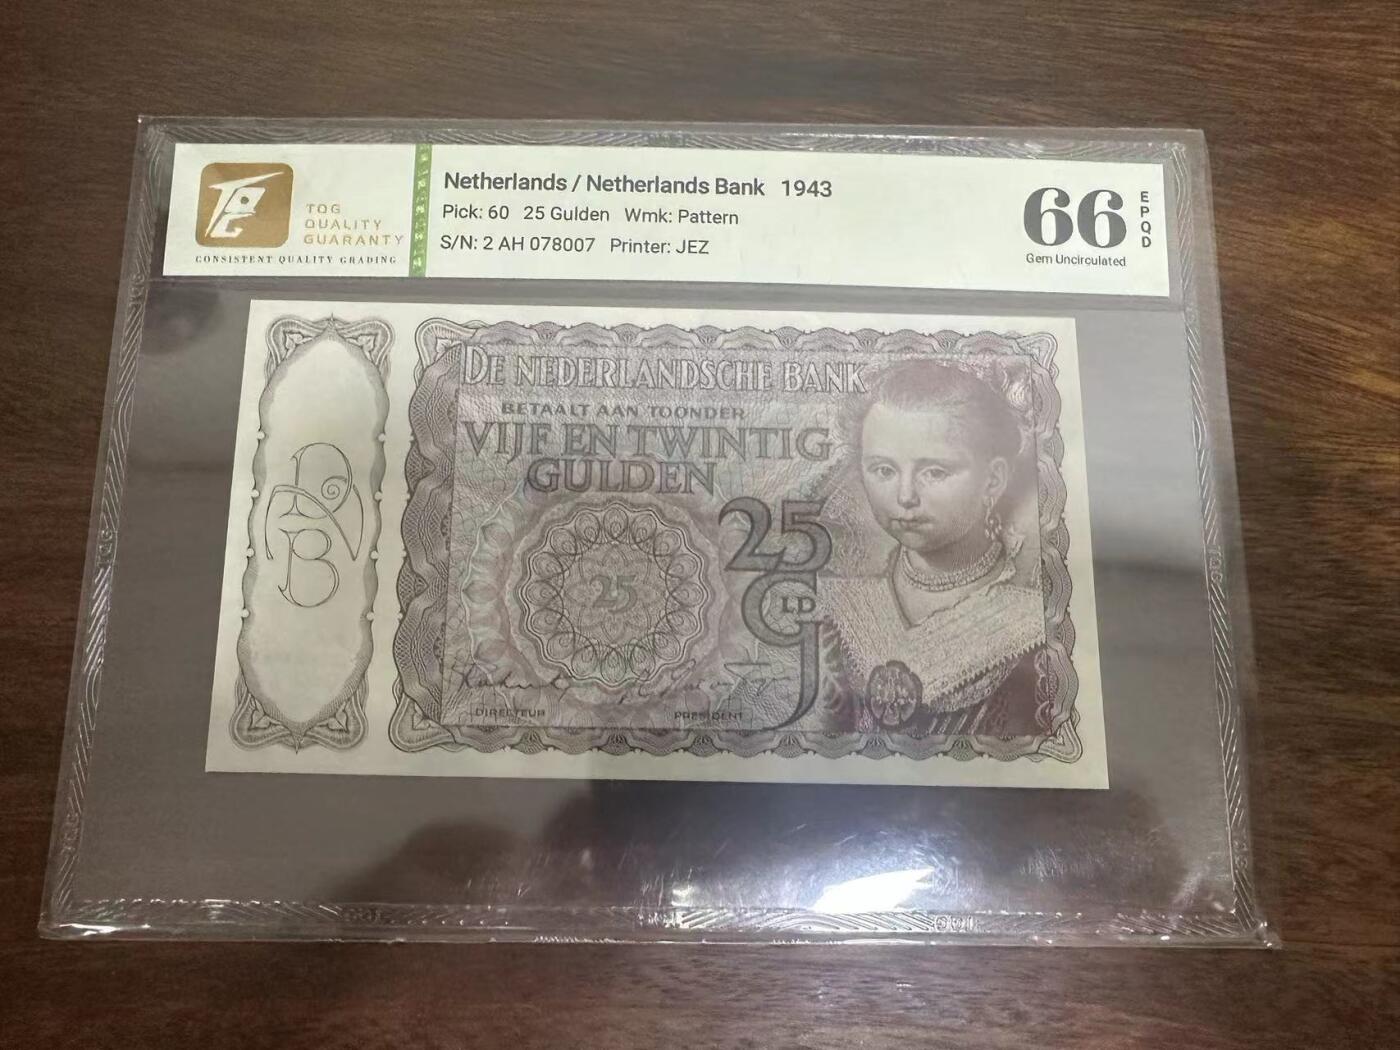 TQG
QUALITY
GUARANTY
CONSISTENT QUALITY GRADING
Netherlands / Netherlands Bank 1943
Pick: 60 25 Gulden Wmk: Pattern
S/N: 2 AH 078007 Printer: JEZ
66
EPQD
Gem Uncirculated
DE NEDERLANDSCHE BANK
BETAALT AAN TOONDER
VIJF EN TWINTIG
GULDEN
25
GLD
25
DNB
DIRECTEUR
PRESIDENT